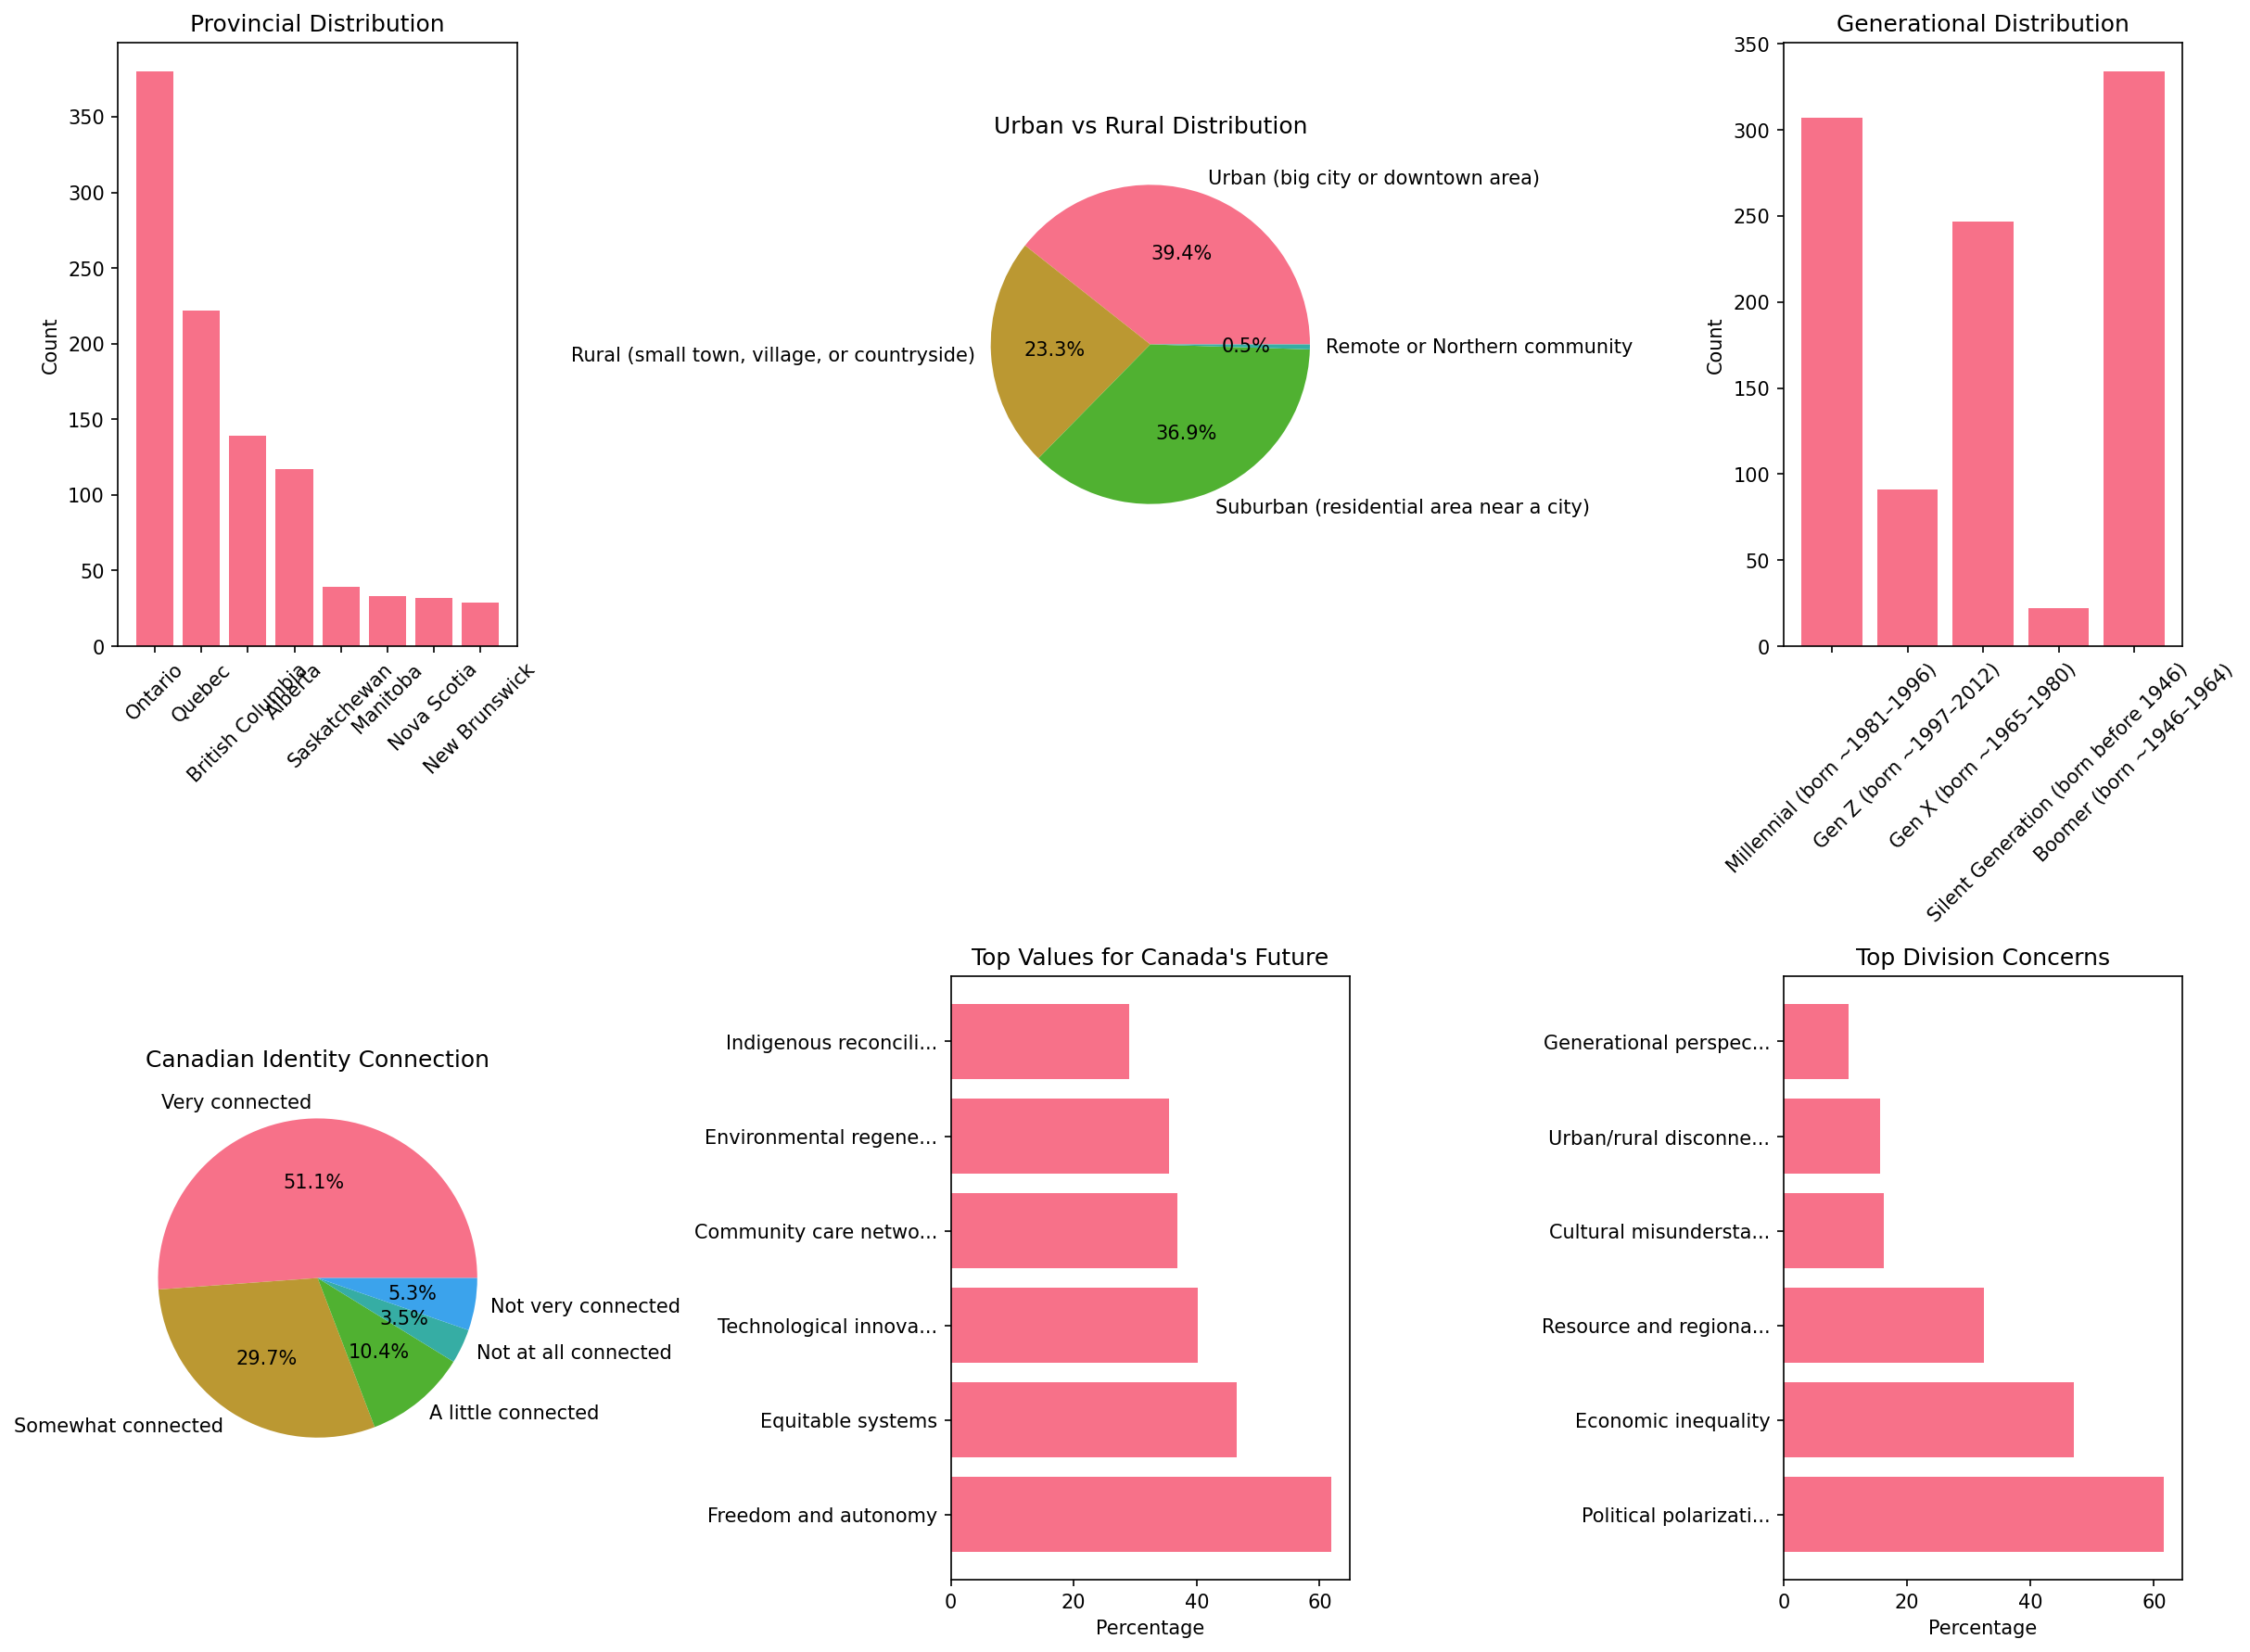 Provincial Distribution
Count
350
300
250
200
150
100
50
0
Ontario
Quebec
British Columbia
Alberta
Saskatchewan
Manitoba
Nova Scotia
New Brunswick
Urban vs Rural Distribution
Urban (big city or downtown area)
39.4%
Rural (small town, village, or countryside)
23.3%
0.5%
Remote or Northern community
36.9%
Suburban (residential area near a city)
Generational Distribution
Count
350
300
250
200
150
100
50
0
Millennial (born ~1981–1996)
Gen Z (born ~1997–2012)
Gen X (born ~1965–1980)
Silent Generation (born before 1946)
Boomer (born ~1946–1964)
Canadian Identity Connection
Very connected
51.1%
5.3%
Not very connected
3.5%
Not at all connected
29.7%
10.4%
A little connected
Somewhat connected
Top Values for Canada's Future
Indigenous reconcili...
Environmental regene...
Community care netwo...
Technological innova...
Equitable systems
Freedom and autonomy
0 20 40 60
Percentage
Top Division Concerns
Generational perspec...
Urban/rural disconne...
Cultural misundersta...
Resource and regiona...
Economic inequality
Political polarizati...
0 20 40 60
Percentage